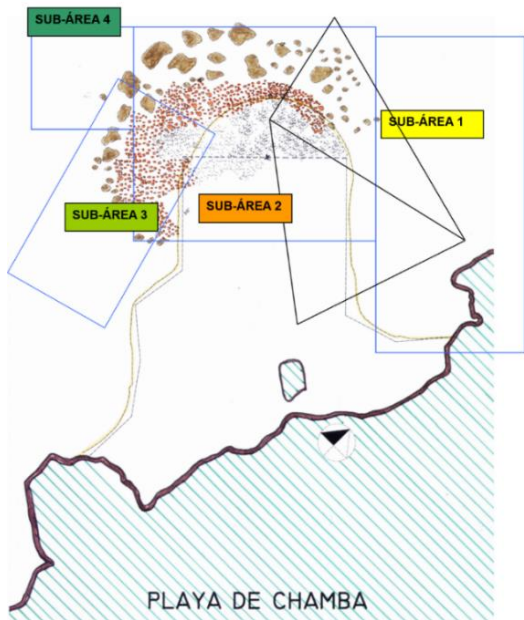 SUB-ÁREA 4
SUB-ÁREA 1
SUB-ÁREA 2
SUB-ÁREA 3
PLAYA DE CHAMBA